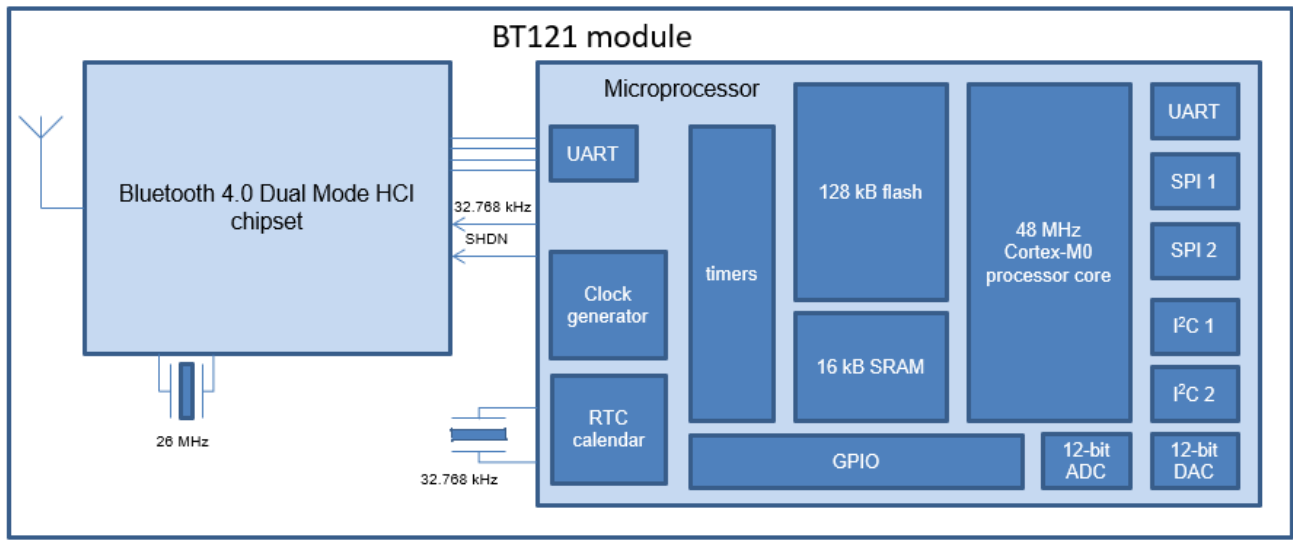 BT121 module
Bluetooth 4.0 Dual Mode HCI
chipset
26 MHz
32.768 kHz
SHDN
32.768 kHz
Microprocessor
UART
Clock
generator
RTC
calendar
timers
128 kB flash
16 kB SRAM
48 MHz
Cortex-M0
processor core
GPIO
12-bit
ADC
UART
SPI 1
SPI 2
I²C 1
I²C 2
12-bit
DAC